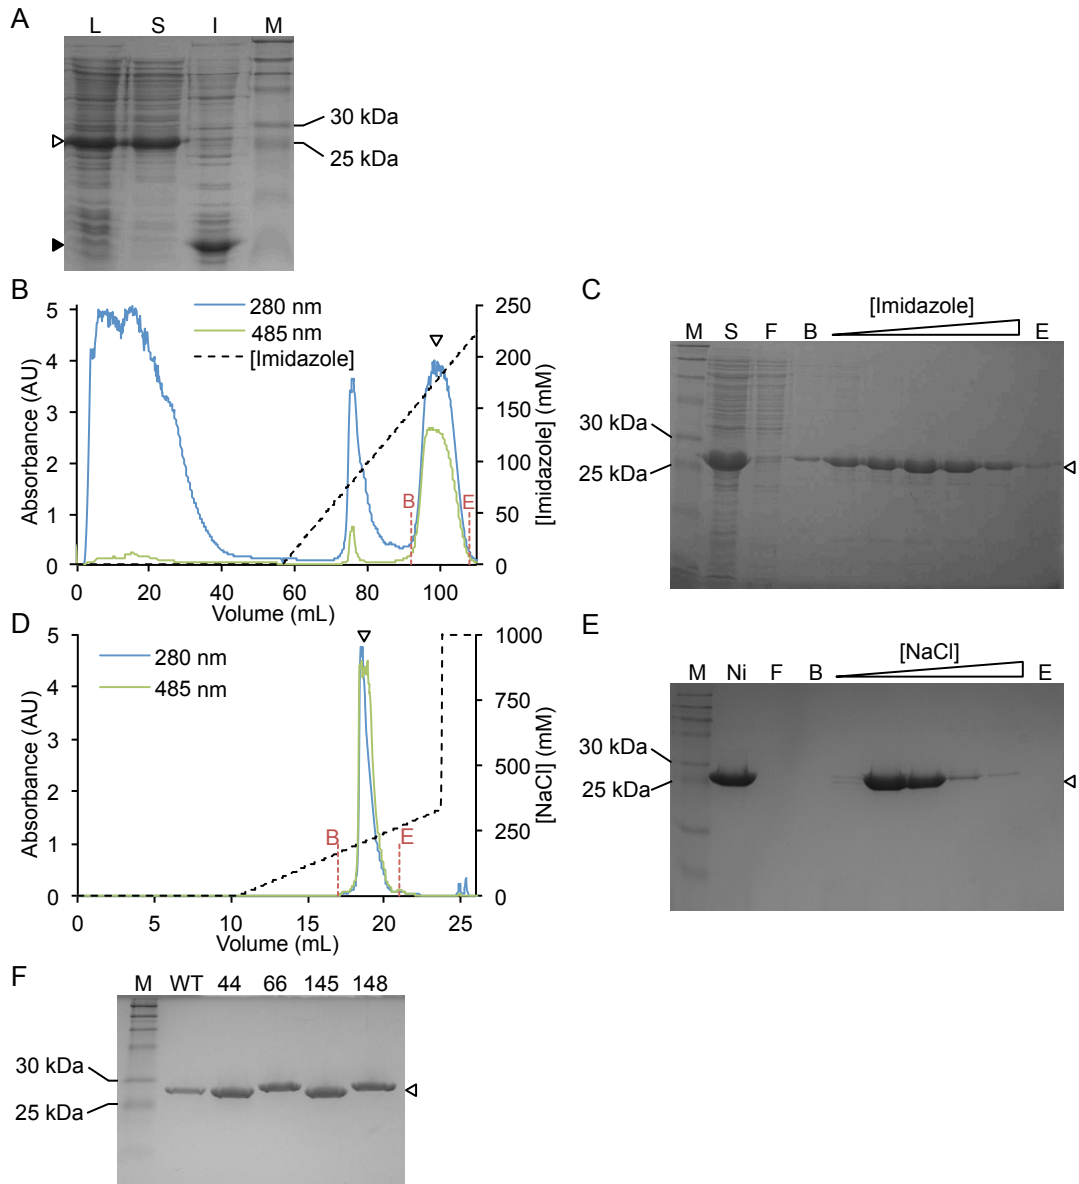 A
L S I M
30 kDa
25 kDa
B
280 nm
485 nm
[Imidazole]
Absorbance (AU)
5
4
3
2
1
0
250
200
150
100
50
0
[Imidazole] (mM)
B
E
0 20 40 60 80 100
Volume (mL)
C
[Imidazole]
M S F B E
30 kDa
25 kDa
D
280 nm
485 nm
Absorbance (AU)
5
4
3
2
1
0
1000
750
500
250
0
[NaCl] (mM)
B
E
0 5 10 15 20 25
Volume (mL)
E
[NaCl]
M Ni F B E
30 kDa
25 kDa
F
M WT 44 66 145 148
30 kDa
25 kDa